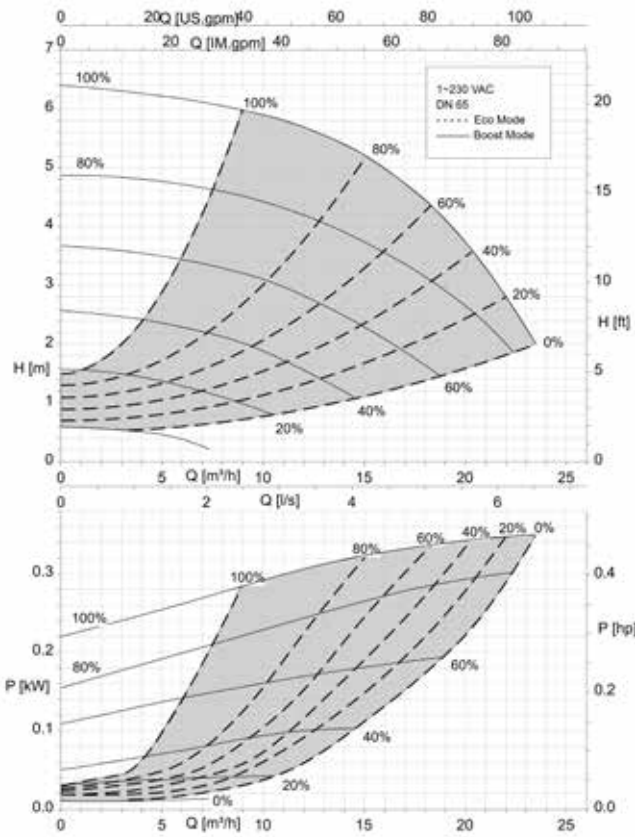 Q [US.gpm]
20 40 60 80 100
Q [IM.gpm]
0 20 40 60 80
7
6
5
4
3
2
1
0
H [m]
100%
80%
100%
80%
60%
40%
20%
0%
60%
40%
20%
1~230 VAC
DN 65
Eco Mode
Boost Mode
20
15
10
5
0
H [ft]
0 5 10 15 20 25
Q [m³/h]
0 2 4 6
Q [l/s]
0.3
0.2
0.1
0.0
P [kW]
100%
80%
100%
80%
60%
40%
20%
0%
60%
40%
20%
0%
0.4
0.2
0.0
P [hp]
0 5 10 15 20 25
Q [m³/h]